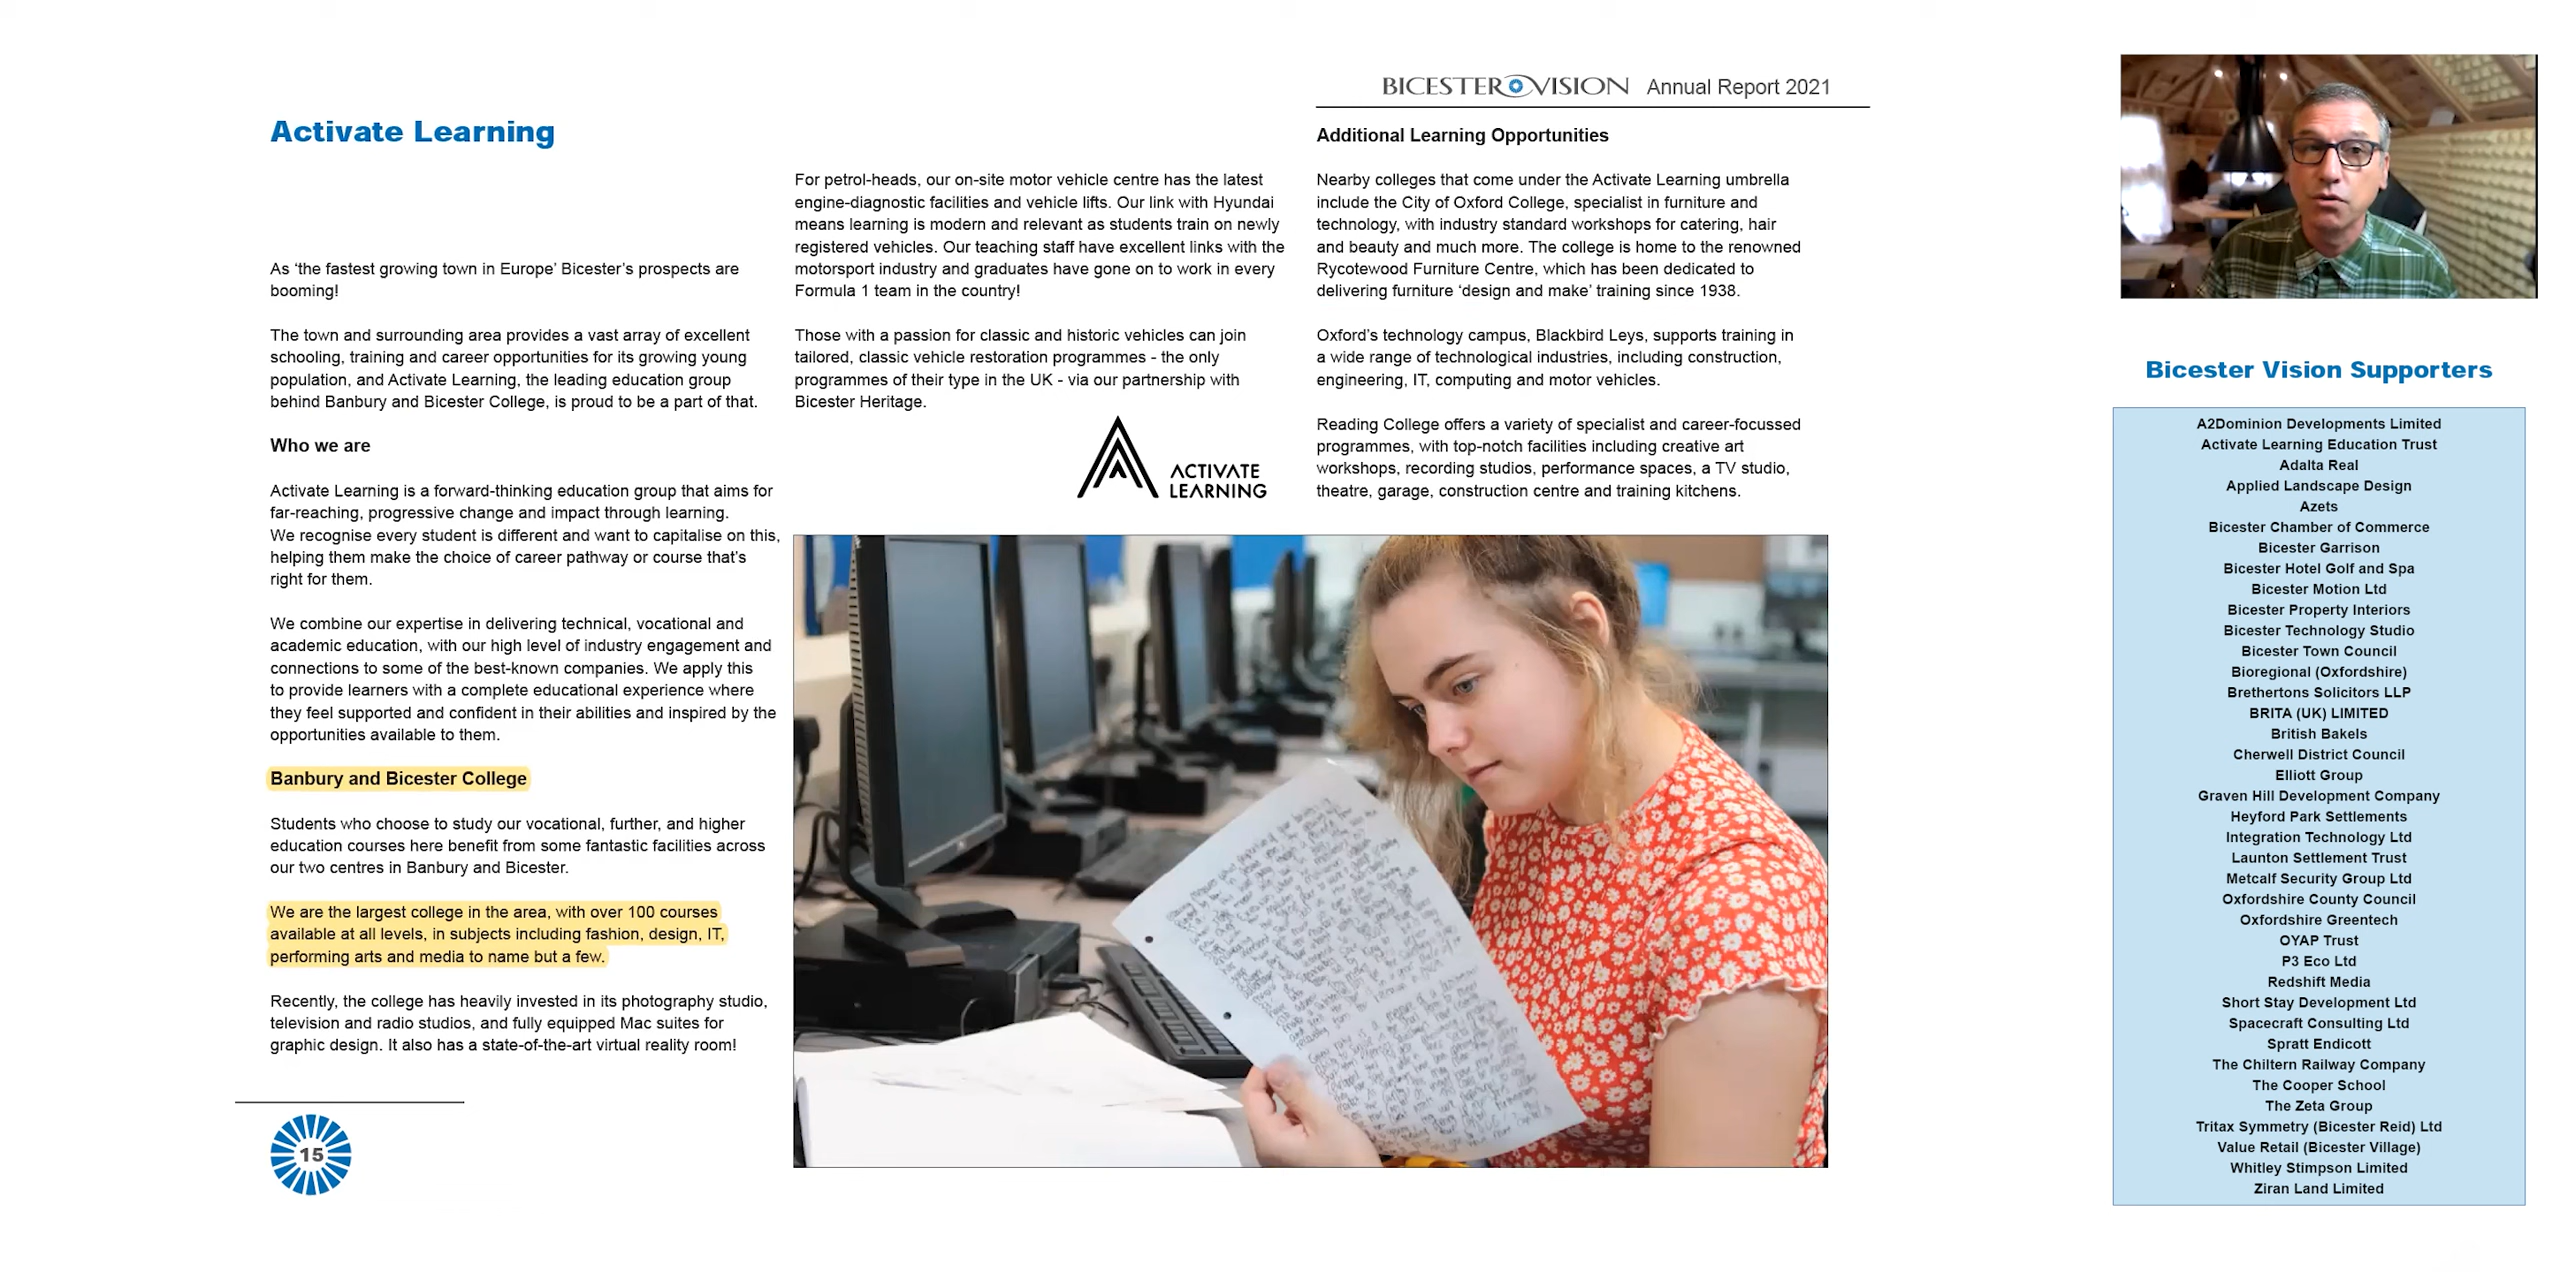 BICESTER VISION Annual Report 2021
Activate Learning
As ‘the fastest growing town in Europe’ Bicester’s prospects are
booming!
The town and surrounding area provides a vast array of excellent
schooling, training and career opportunities for its growing young
population, and Activate Learning, the leading education group
behind Banbury and Bicester College, is proud to be a part of that.
Who we are
Activate Learning is a forward-thinking education group that aims for
far-reaching, progressive change and impact through learning.
We recognise every student is different and want to capitalise on this,
helping them make the choice of career pathway or course that’s
right for them.
We combine our expertise in delivering technical, vocational and
academic education, with our high level of industry engagement and
connections to some of the best-known companies. We apply this
to provide learners with a complete educational experience where
they feel supported and confident in their abilities and inspired by the
opportunities available to them.
Banbury and Bicester College
Students who choose to study our vocational, further, and higher
education courses here benefit from some fantastic facilities across
our two centres in Banbury and Bicester.
We are the largest college in the area, with over 100 courses
available at all levels, in subjects including fashion, design, IT,
performing arts and media to name but a few.
Recently, the college has heavily invested in its photography studio,
television and radio studios, and fully equipped Mac suites for
graphic design. It also has a state-of-the-art virtual reality room!
15
For petrol-heads, our on-site motor vehicle centre has the latest
engine-diagnostic facilities and vehicle lifts. Our link with Hyundai
means learning is modern and relevant as students train on newly
registered vehicles. Our teaching staff have excellent links with the
motorsport industry and graduates have gone on to work in every
Formula 1 team in the country!
Those with a passion for classic and historic vehicles can join
tailored, classic vehicle restoration programmes - the only
programmes of their type in the UK - via our partnership with
Bicester Heritage.
ACTIVATE
LEARNING
Additional Learning Opportunities
Nearby colleges that come under the Activate Learning umbrella
include the City of Oxford College, specialist in furniture and
technology, with industry standard workshops for catering, hair
and beauty and much more. The college is home to the renowned
Rycotewood Furniture Centre, which has been dedicated to
delivering furniture ‘design and make’ training since 1938.
Oxford’s technology campus, Blackbird Leys, supports training in
a wide range of technological industries, including construction,
engineering, IT, computing and motor vehicles.
Reading College offers a variety of specialist and career-focussed
programmes, with top-notch facilities including creative art
workshops, recording studios, performance spaces, a TV studio,
theatre, garage, construction centre and training kitchens.
Bicester Vision Supporters
A2Dominion Developments Limited
Activate Learning Education Trust
Adalta Real
Applied Landscape Design
Azets
Bicester Chamber of Commerce
Bicester Garrison
Bicester Hotel Golf and Spa
Bicester Motion Ltd
Bicester Property Interiors
Bicester Technology Studio
Bicester Town Council
Bioregional (Oxfordshire)
Brethertons Solicitors LLP
BRITA (UK) LIMITED
British Bakels
Cherwell District Council
Elliott Group
Graven Hill Development Company
Heyford Park Settlements
Integration Technology Ltd
Launton Settlement Trust
Metcalf Security Group Ltd
Oxfordshire County Council
Oxfordshire Greentech
OYAP Trust
P3 Eco Ltd
Redshift Media
Short Stay Development Ltd
Spacecraft Consulting Ltd
Spratt Endicott
The Chiltern Railway Company
The Cooper School
The Zeta Group
Tritax Symmetry (Bicester Reid) Ltd
Value Retail (Bicester Village)
Whitley Stimpson Limited
Ziran Land Limited